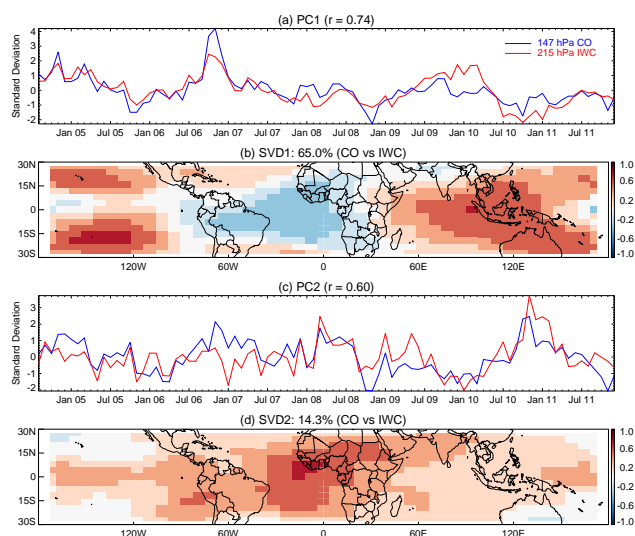 (a) PC1 (r = 0.74)
Standard Deviation
4
3
2
1
0
-1
-2
147 hPa CO
215 hPa IWC
Jan 05 Jul 05 Jan 06 Jul 06 Jan 07 Jul 07 Jan 08 Jul 08 Jan 09 Jul 09 Jan 10 Jul 10 Jan 11 Jul 11
(b) SVD1: 65.0% (CO vs IWC)
30N
15N
0
15S
30S
120W 60W 0 60E 120E
1.0
0.6
0.2
-0.2
-0.6
-1.0
(c) PC2 (r = 0.60)
Standard Deviation
3
2
1
0
-1
-2
Jan 05 Jul 05 Jan 06 Jul 06 Jan 07 Jul 07 Jan 08 Jul 08 Jan 09 Jul 09 Jan 10 Jul 10 Jan 11 Jul 11
(d) SVD2: 14.3% (CO vs IWC)
30N
15N
0
15S
30S
120W 60W 0 60E 120E
1.0
0.6
0.2
-0.2
-0.6
-1.0